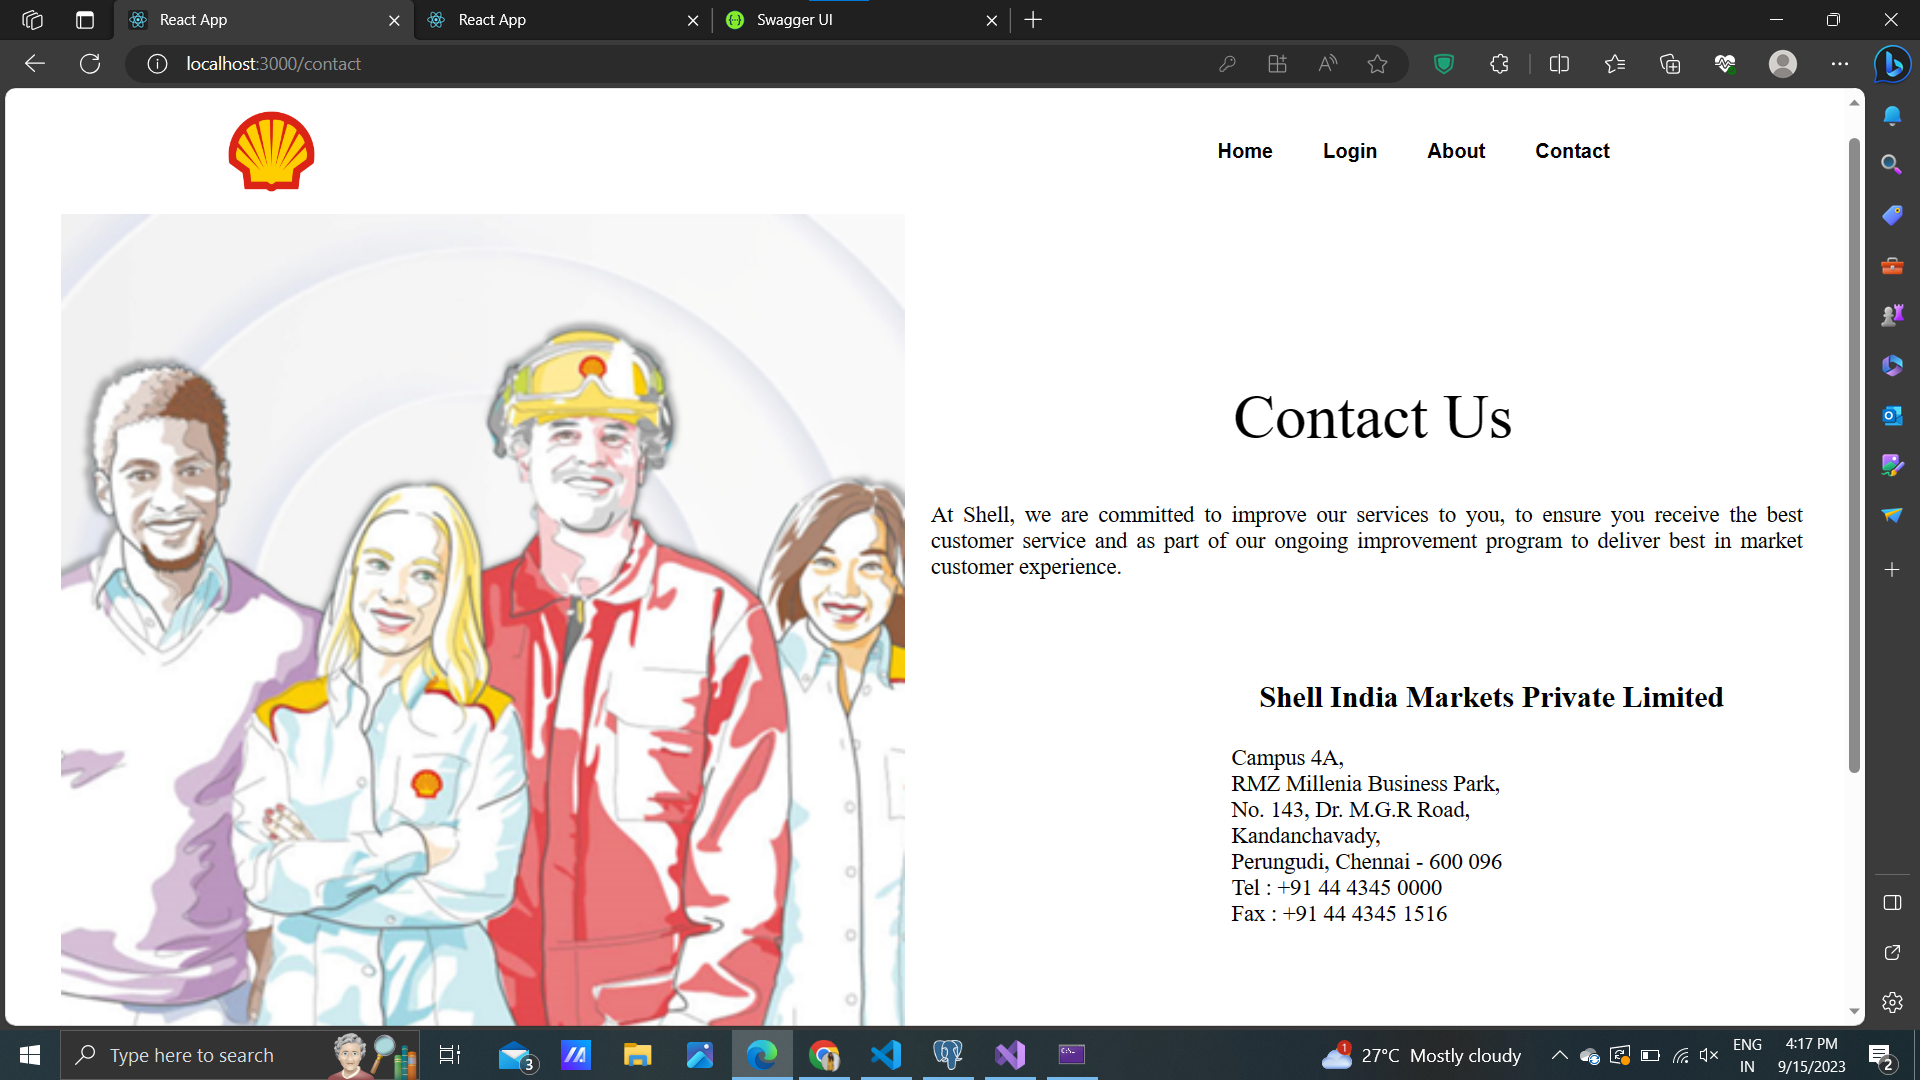 React App
React App
Swagger UI
localhost:3000/contact
Home Login About Contact
Contact Us
At Shell, we are committed to improve our services to you, to ensure you receive the best
customer service and as part of our ongoing improvement program to deliver best in market
customer experience.
Shell India Markets Private Limited
Campus 4A,
RMZ Millenia Business Park,
No. 143, Dr. M.G.R Road,
Kandanchavady,
Perungudi, Chennai - 600 096
Tel : +91 44 4345 0000
Fax : +91 44 4345 1516
Type here to search
3
1
27°C Mostly cloudy
ENG
IN
4:17 PM
9/15/2023
2